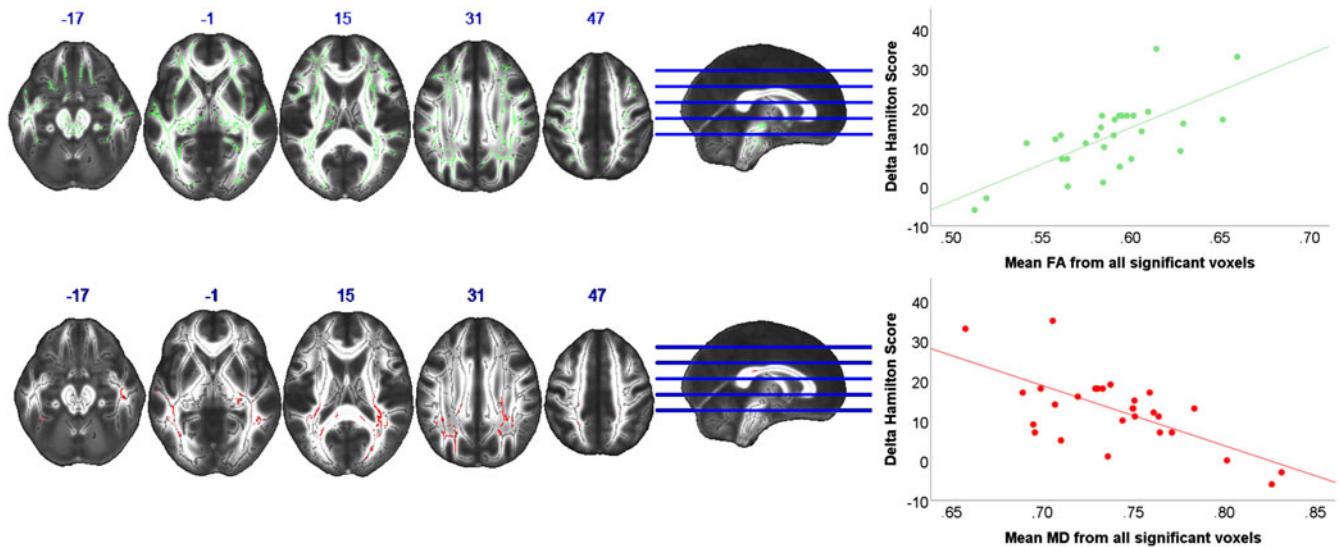 -17 -1 15 31 47
Delta Hamilton Score
40
30
20
10
0
-10
.50 .55 .60 .65 .70
Mean FA from all significant voxels
-17 -1 15 31 47
Delta Hamilton Score
40
30
20
10
0
-10
.65 .70 .75 .80 .85
Mean MD from all significant voxels